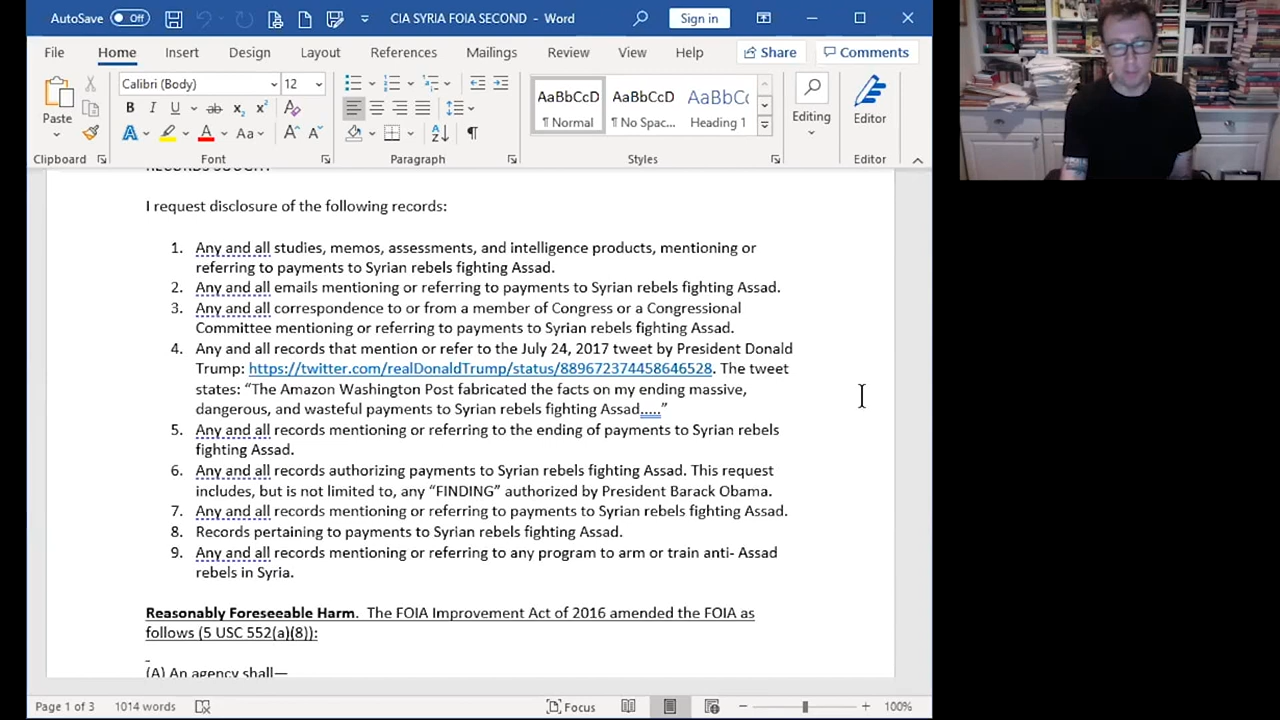 AutoSave Off CIA SYRIA FOIA SECOND - Word Sign in
File Home Insert Design Layout References Mailings Review View Help Share Comments
Calibri (Body) 12 AaBbCcD AaBbCcD AaBbCc
Paste B I U ab x₂ x² ¶ Normal ¶ No Spac... Heading 1 Editing Editor
A A Aa A A ¶
Clipboard Font Paragraph Styles Editor
RECORDS SOUGHT
I request disclosure of the following records:
1. Any and all studies, memos, assessments, and intelligence products, mentioning or
referring to payments to Syrian rebels fighting Assad.
2. Any and all emails mentioning or referring to payments to Syrian rebels fighting Assad.
3. Any and all correspondence to or from a member of Congress or a Congressional
Committee mentioning or referring to payments to Syrian rebels fighting Assad.
4. Any and all records that mention or refer to the July 24, 2017 tweet by President Donald
Trump: https://twitter.com/realDonaldTrump/status/889672374458646528. The tweet
states: “The Amazon Washington Post fabricated the facts on my ending massive,
dangerous, and wasteful payments to Syrian rebels fighting Assad.....”
5. Any and all records mentioning or referring to the ending of payments to Syrian rebels
fighting Assad.
6. Any and all records authorizing payments to Syrian rebels fighting Assad. This request
includes, but is not limited to, any “FINDING” authorized by President Barack Obama.
7. Any and all records mentioning or referring to payments to Syrian rebels fighting Assad.
8. Records pertaining to payments to Syrian rebels fighting Assad.
9. Any and all records mentioning or referring to any program to arm or train anti- Assad
rebels in Syria.
Reasonably Foreseeable Harm. The FOIA Improvement Act of 2016 amended the FOIA as
follows (5 USC 552(a)(8)):
(A) An agency shall—
Page 1 of 3 1014 words Focus 100%